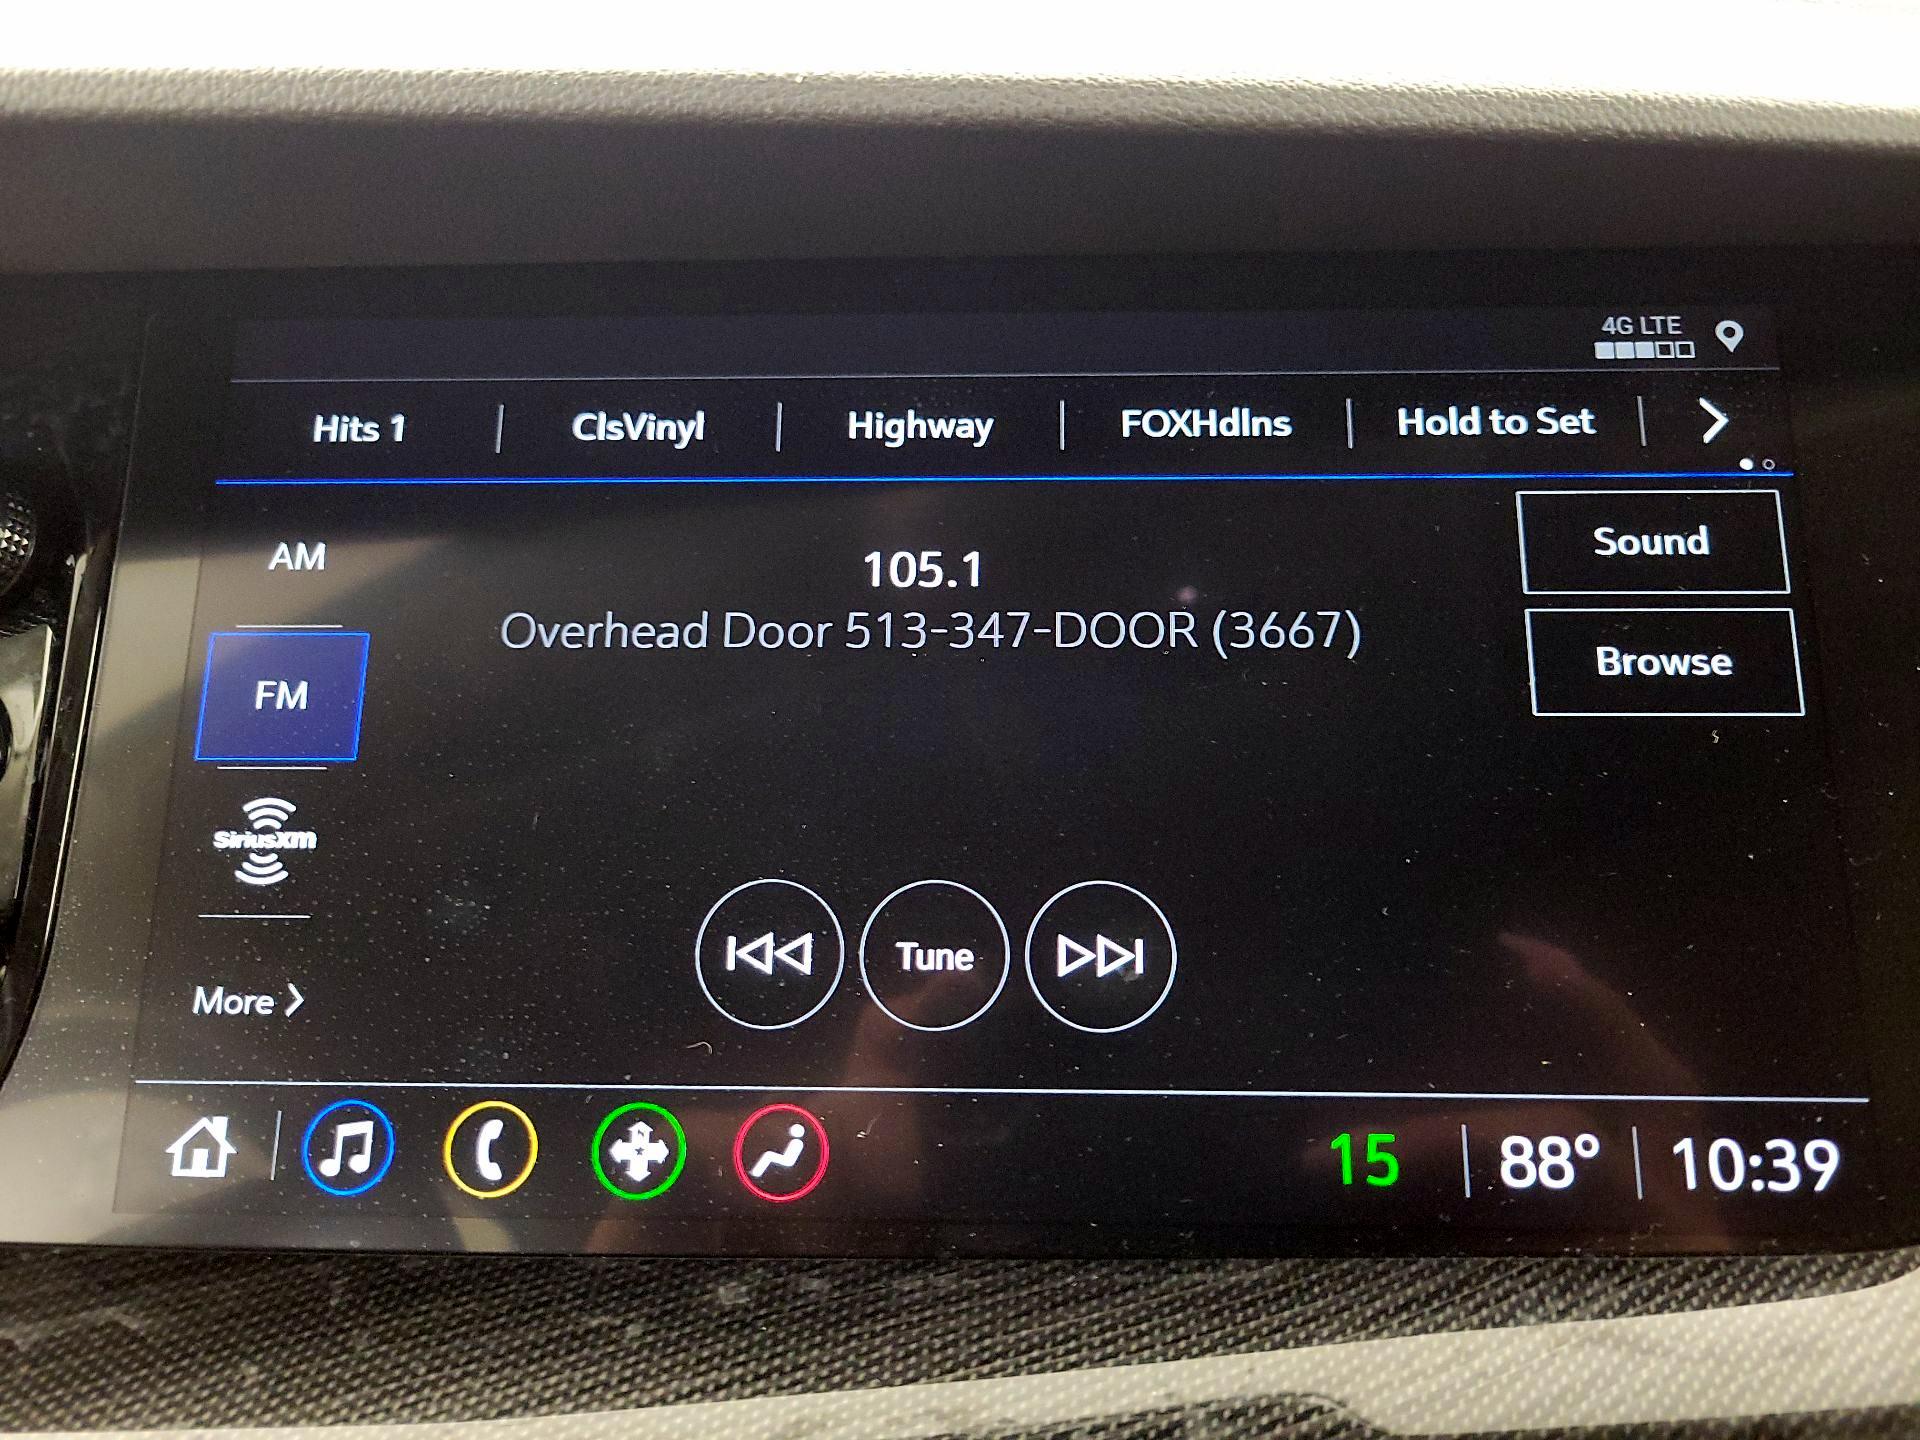 4G LTE
Hits 1 ClsVinyl Highway FOXHdlns Hold to Set
AM
105.1
Sound
Overhead Door 513-347-DOOR (3667)
Browse
FM
SiriusXM
Tune
More
15 88° 10:39